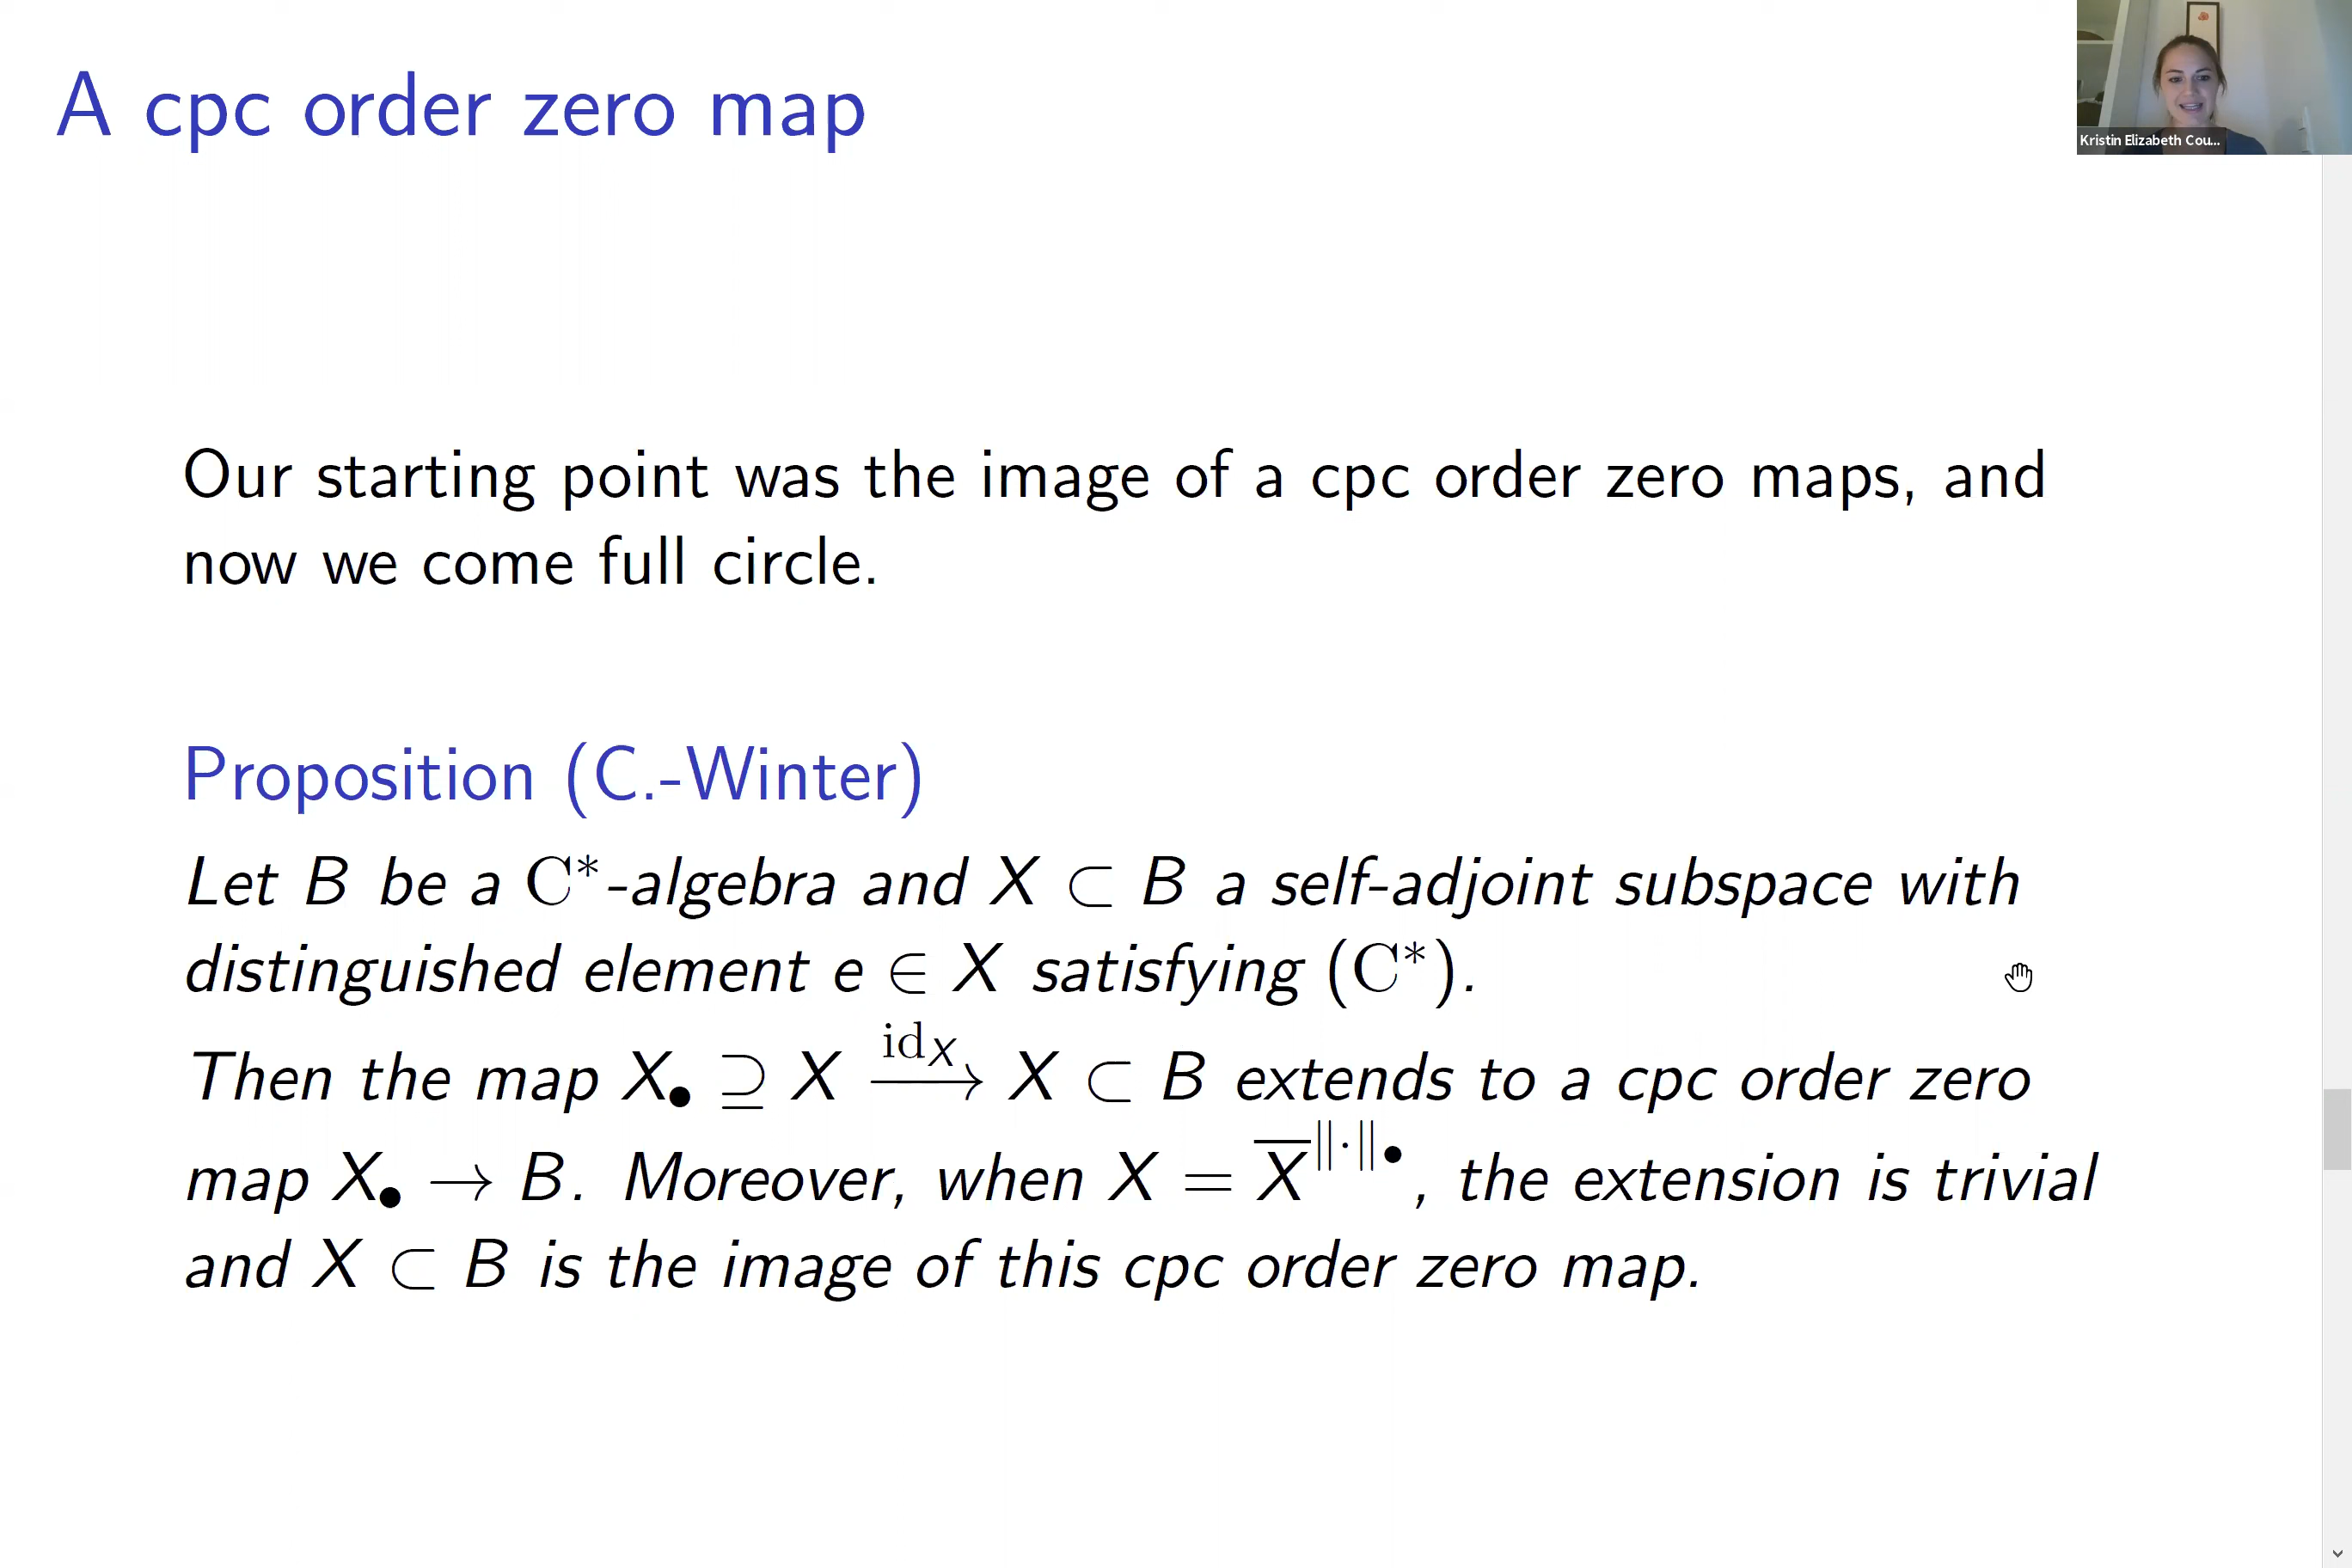 A cpc order zero map
Kristin Elizabeth Cou...
Our starting point was the image of a cpc order zero maps, and
now we come full circle.
Proposition (C.-Winter)
Let B be a C*-algebra and X ⊂ B a self-adjoint subspace with
distinguished element e ∈ X satisfying (C*).
Then the map X● ⊇ X —id_X→ X ⊂ B extends to a cpc order zero
map X● → B. Moreover, when X = X̅^‖·‖●, the extension is trivial
and X ⊂ B is the image of this cpc order zero map.